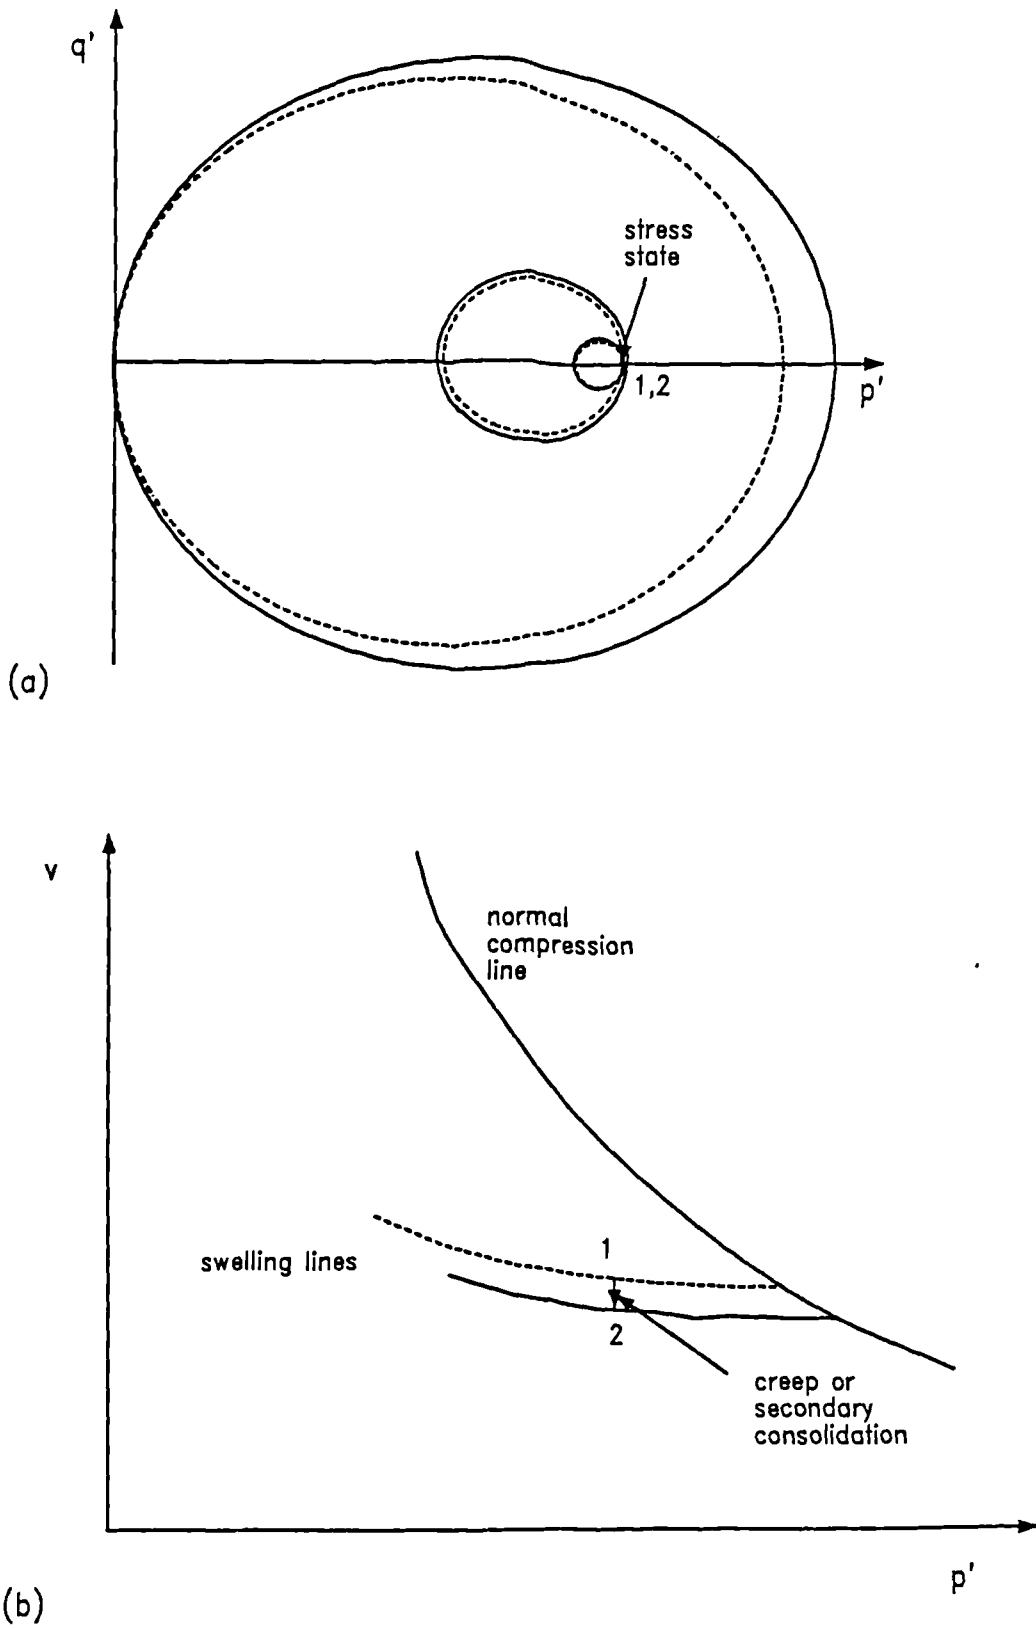 q'
stress
state
1,2
p'
(a)
v
normal
compression
line
1
swelling lines
2
creep or
secondary
consolidation
p'
(b)